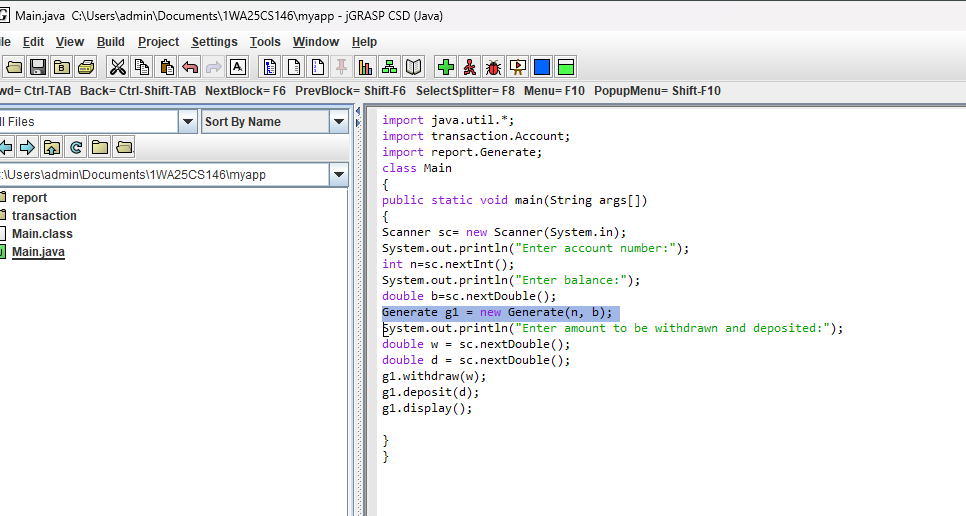 Main.java C:\Users\admin\Documents\1WA25CS146\myapp - jGRASP CSD (Java)
ile Edit View Build Project Settings Tools Window Help
B A
wd= Ctrl-TAB Back= Ctrl-Shift-TAB NextBlock= F6 PrevBlock= Shift-F6 SelectSplitter= F8 Menu= F10 PopupMenu= Shift-F10
ll Files Sort By Name
:\Users\admin\Documents\1WA25CS146\myapp
report
transaction
Main.class
Main.java
import java.util.*;
import transaction.Account;
import report.Generate;
class Main
{
public static void main(String args[])
{
Scanner sc= new Scanner(System.in);
System.out.println("Enter account number:");
int n=sc.nextInt();
System.out.println("Enter balance:");
double b=sc.nextDouble();
Generate g1 = new Generate(n, b);
System.out.println("Enter amount to be withdrawn and deposited:");
double w = sc.nextDouble();
double d = sc.nextDouble();
g1.withdraw(w);
g1.deposit(d);
g1.display();
}
}